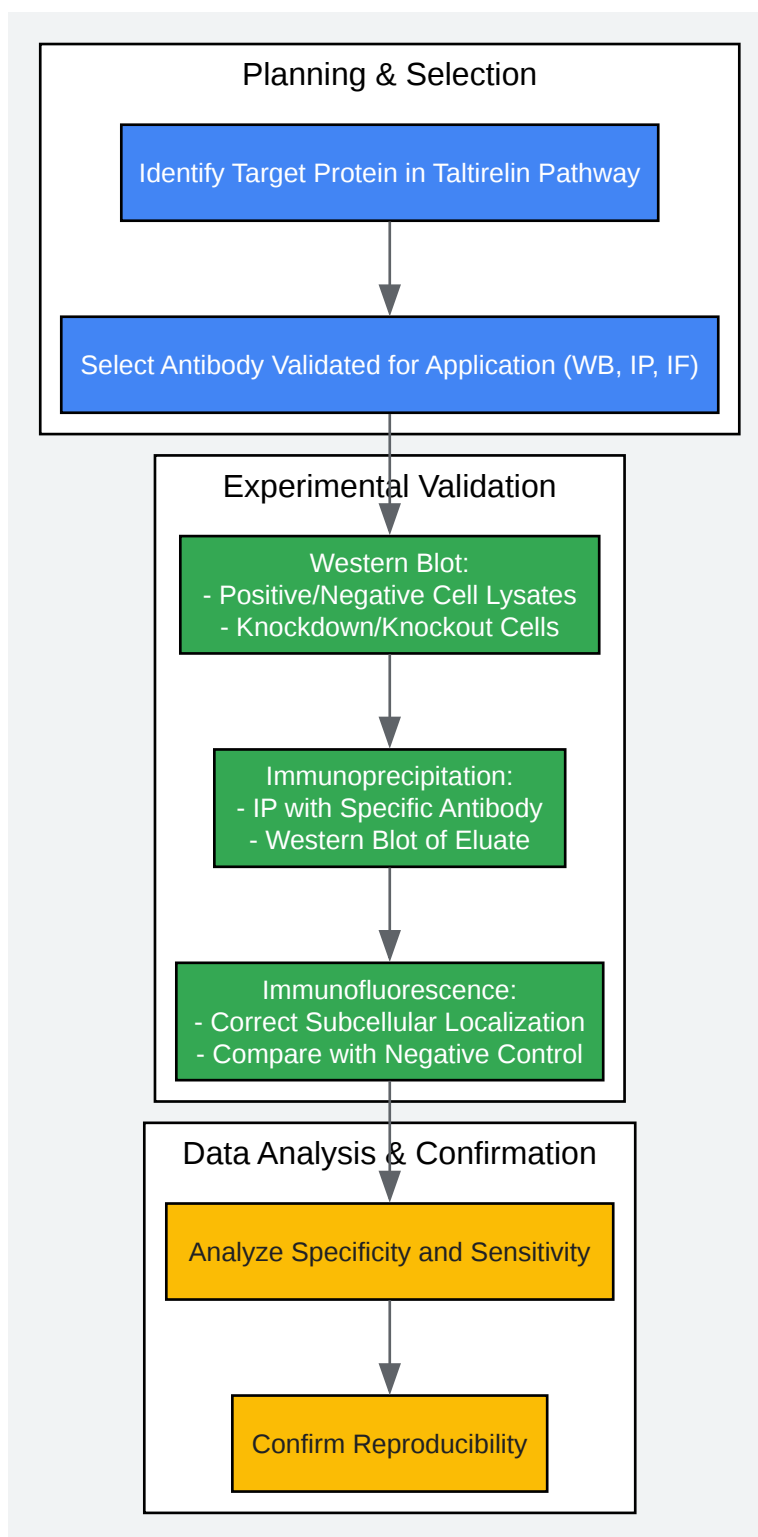 Planning & Selection
Identify Target Protein in Taltirelin Pathway
Select Antibody Validated for Application (WB, IP, IF)
Experimental Validation
Western Blot:
- Positive/Negative Cell Lysates
- Knockdown/Knockout Cells
Immunoprecipitation:
- IP with Specific Antibody
- Western Blot of Eluate
Immunofluorescence:
- Correct Subcellular Localization
- Compare with Negative Control
Data Analysis & Confirmation
Analyze Specificity and Sensitivity
Confirm Reproducibility